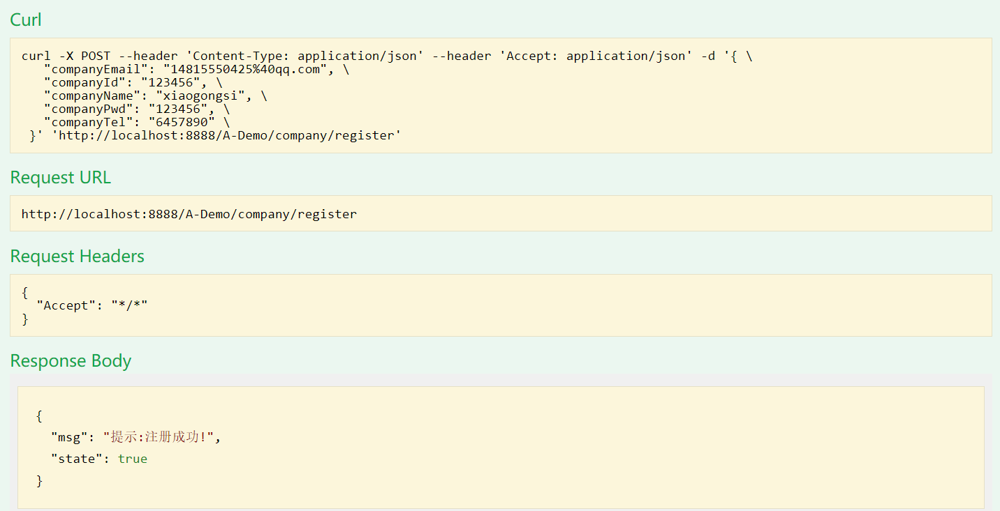 Curl
curl -X POST --header 'Content-Type: application/json' --header 'Accept: application/json' -d '{ \
"companyEmail": "14815550425%40qq.com", \
"companyId": "123456", \
"companyName": "xiaogongsi", \
"companyPwd": "123456", \
"companyTel": "6457890" \
}' 'http://localhost:8888/A-Demo/company/register'
Request URL
http://localhost:8888/A-Demo/company/register
Request Headers
{
"Accept": "*/*"
}
Response Body
{
"msg": "提示:注册成功!",
"state": true
}